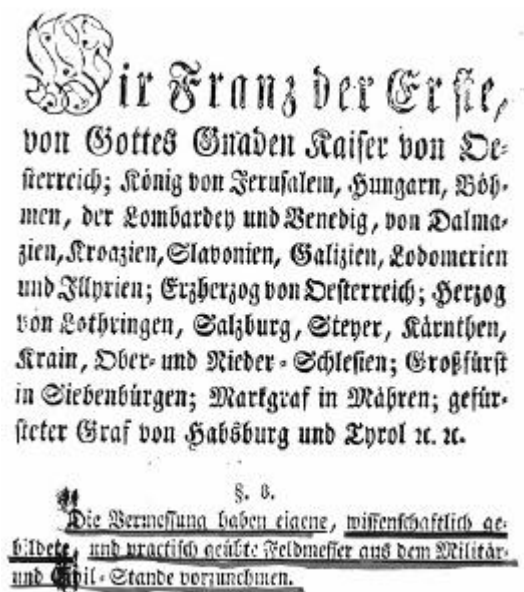 Wir Franz der Erste,
von Gottes Gnaden Kaiser von Oe-
sterreich; König von Jerusalem, Hungarn, Böh-
men, der Lombardey und Venedig, von Dalma-
zien, Kroazien, Slavonien, Galizien, Lodomerien
und Illyrien; Erzherzog von Oesterreich; Herzog
von Lothringen, Salzburg, Steyer, Kärnthen,
Krain, Ober- und Nieder-Schlesien; Großfürst
in Siebenbürgen; Markgraf in Mähren; gefür-
steter Graf von Habsburg und Tyrol ꝛc. ꝛc.
§. 8.
Die Vermessung haben eigene, wissenschaftlich ge-
bildete, und practisch geübte Feldmesser aus dem Militär-
und Civil-Stande vorzunehmen.